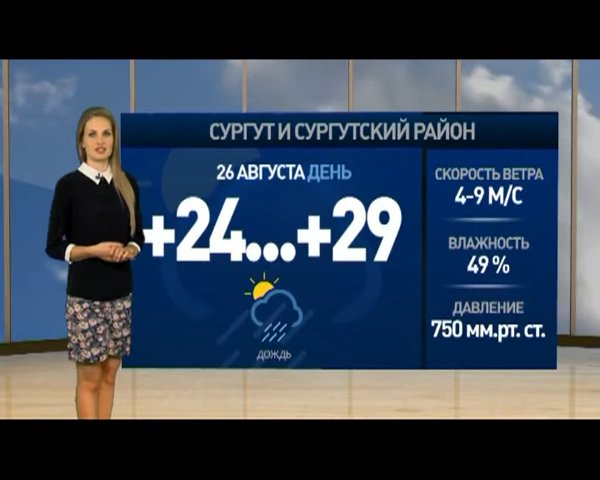 СУРГУТ И СУРГУТСКИЙ РАЙОН
26 АВГУСТА ДЕНЬ
+24...+29
ДОЖДЬ
СКОРОСТЬ ВЕТРА
4-9 М/С
ВЛАЖНОСТЬ
49 %
ДАВЛЕНИЕ
750 мм.рт. ст.